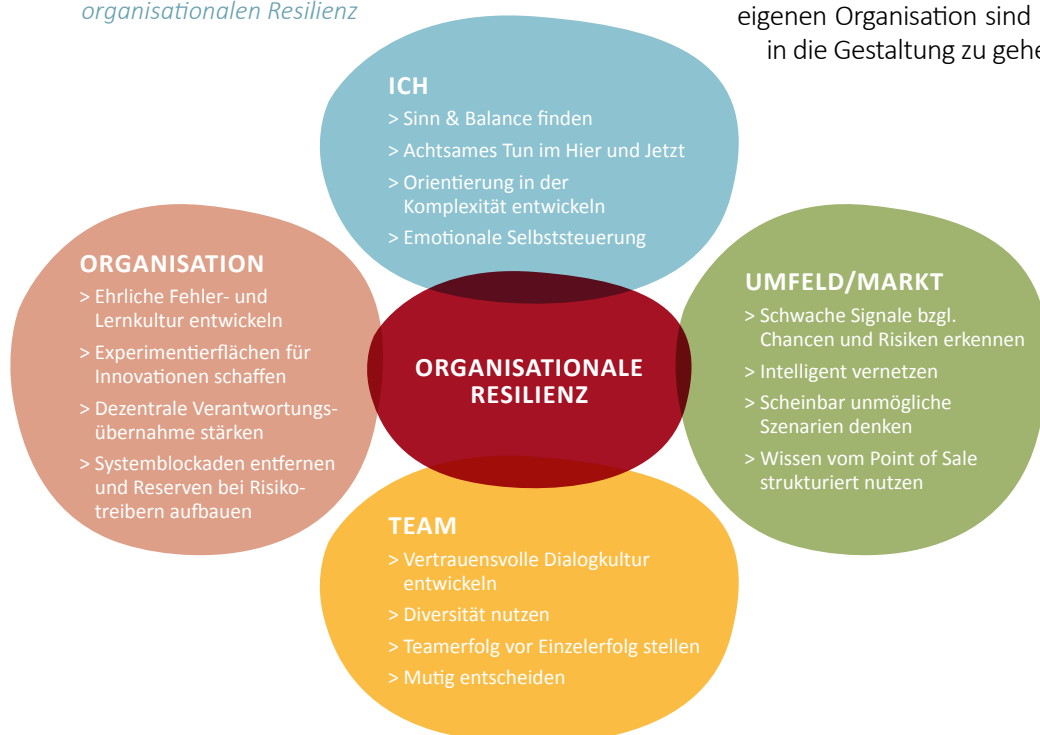 organisationalen Resilienz
eigenen Organisation sind
in die Gestaltung zu gehe
ICH
> Sinn & Balance finden
> Achtsames Tun im Hier und Jetzt
> Orientierung in der
Komplexität entwickeln
> Emotionale Selbststeuerung
ORGANISATION
> Ehrliche Fehler- und
Lernkultur entwickeln
> Experimentierflächen für
Innovationen schaffen
> Dezentrale Verantwortungs-
übernahme stärken
> Systemblockaden entfernen
und Reserven bei Risiko-
treibern aufbauen
ORGANISATIONALE
RESILIENZ
UMFELD/MARKT
> Schwache Signale bzgl.
Chancen und Risiken erkennen
> Intelligent vernetzen
> Scheinbar unmögliche
Szenarien denken
> Wissen vom Point of Sale
strukturiert nutzen
TEAM
> Vertrauensvolle Dialogkultur
entwickeln
> Diversität nutzen
> Teamerfolg vor Einzelerfolg stellen
> Mutig entscheiden